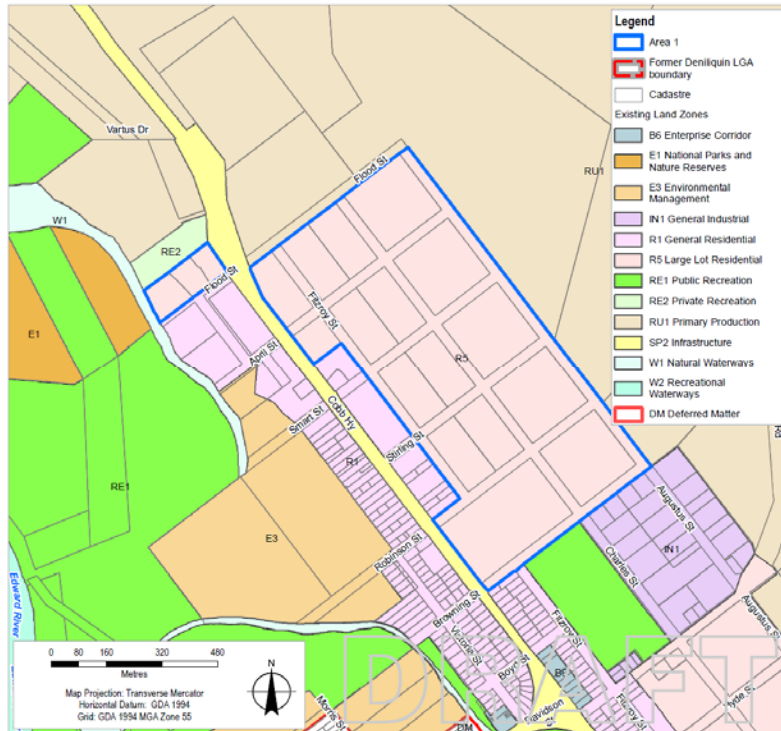 Legend
Area 1
Former Deniliquin LGA
boundary
Cadastre
Existing Land Zones
B6 Enterprise Corridor
E1 National Parks and
Nature Reserves
E3 Environmental
Management
IN1 General Industrial
R1 General Residential
R5 Large Lot Residential
RE1 Public Recreation
RE2 Private Recreation
RU1 Primary Production
SP2 Infrastructure
W1 Natural Waterways
W2 Recreational
Waterways
DM Deferred Matter
Vartus Dr
Flood St
RU1
W1
RE2
Flood St
Fitzroy St
E1
April St
R5
Cobb Hy
Smart St
Stirling St
R1
RE1
Augustus St
E3
IN1
Robinson St
Charles St
Edward River
Browning St
Fitzroy St
Augustus St
Victoria St
Boyd St
Fitzroy St
Davidson
St
Morris St
DM
DRAFT
0 80 160 320 480
Metres
N
Map Projection: Transverse Mercator
Horizontal Datum: GDA 1994
Grid: GDA 1994 MGA Zone 55